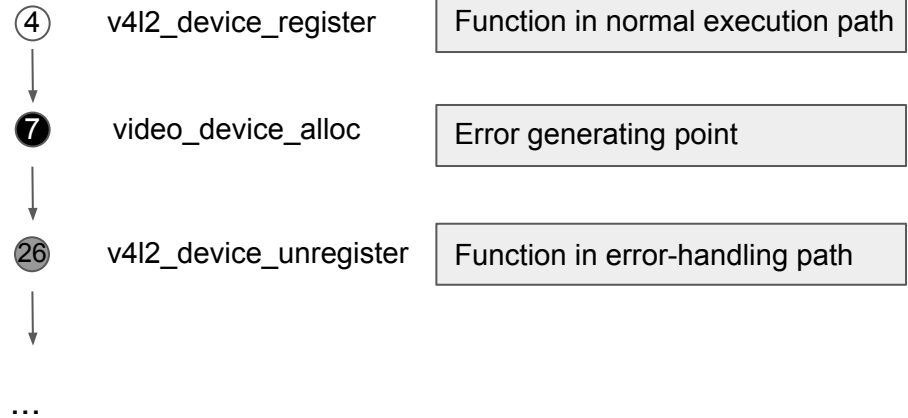 4 v4l2_device_register Function in normal execution path
7 video_device_alloc Error generating point
26 v4l2_device_unregister Function in error-handling path
...